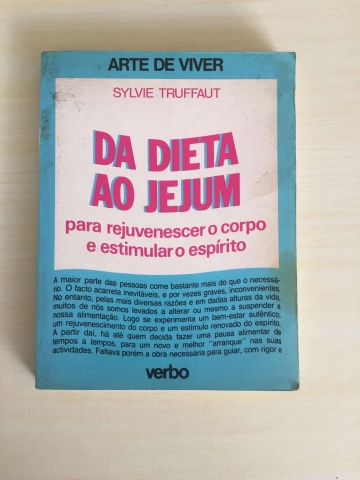 ARTE DE VIVER
SYLVIE TRUFFAUT
DA DIETA
AO JEJUM
para rejuvenescer o corpo
e estimular o espírito
A maior parte das pessoas come bastante mais do que o necessá-
rio. O facto acarreta inevitáveis, e por vezes graves, inconvenientes.
No entanto, pelas mais diversas razões e em dadas alturas da vida,
muitos de nós somos levados a alterar ou mesmo a suspender a
nossa alimentação. Logo se experimenta um bem-estar autêntico,
um rejuvenescimento do corpo e um estímulo renovado do espírito.
A partir daí, há até quem decida fazer uma pausa alimentar de
tempos a tempos, para um novo e melhor "arranque" nas suas
actividades. Faltava porém a obra necessária para guiar, com rigor e
verbo